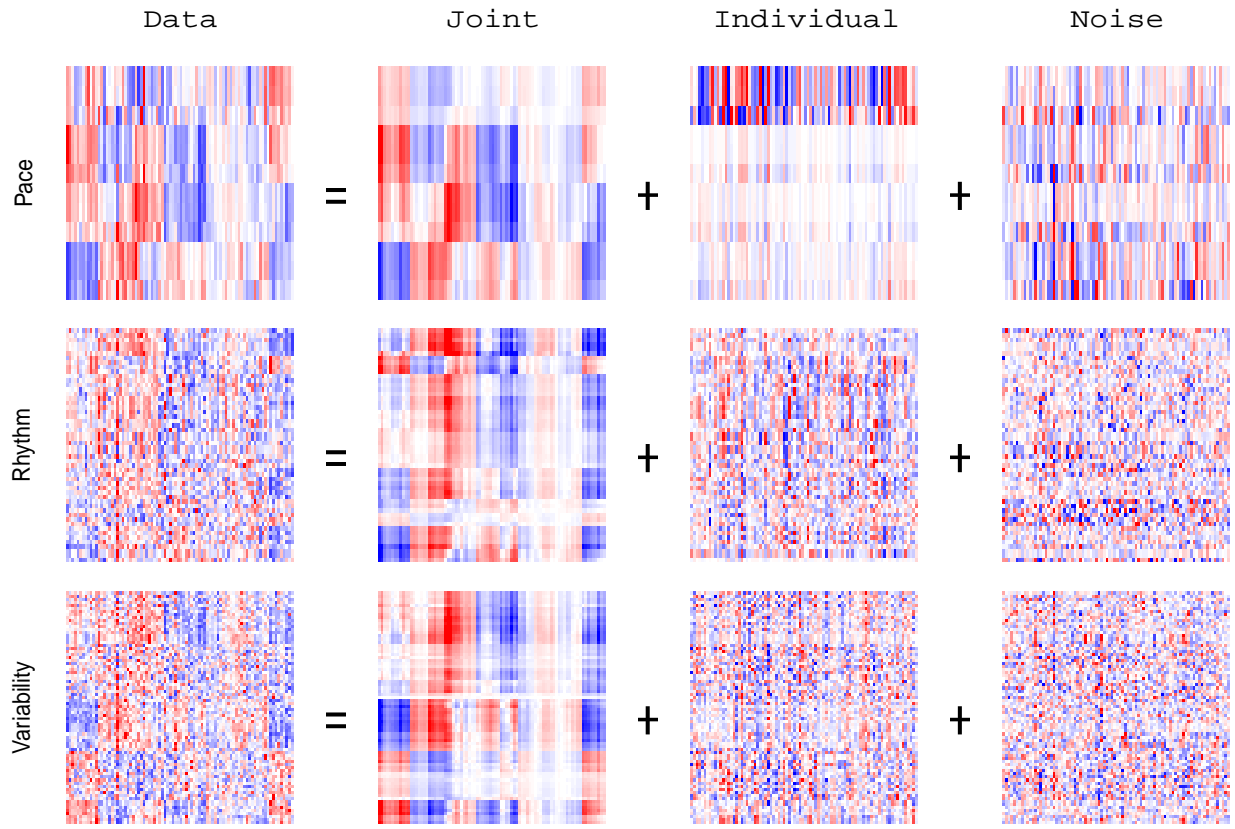 Data Joint Individual Noise
Pace = + +
Rhythm = + +
Variability = + +